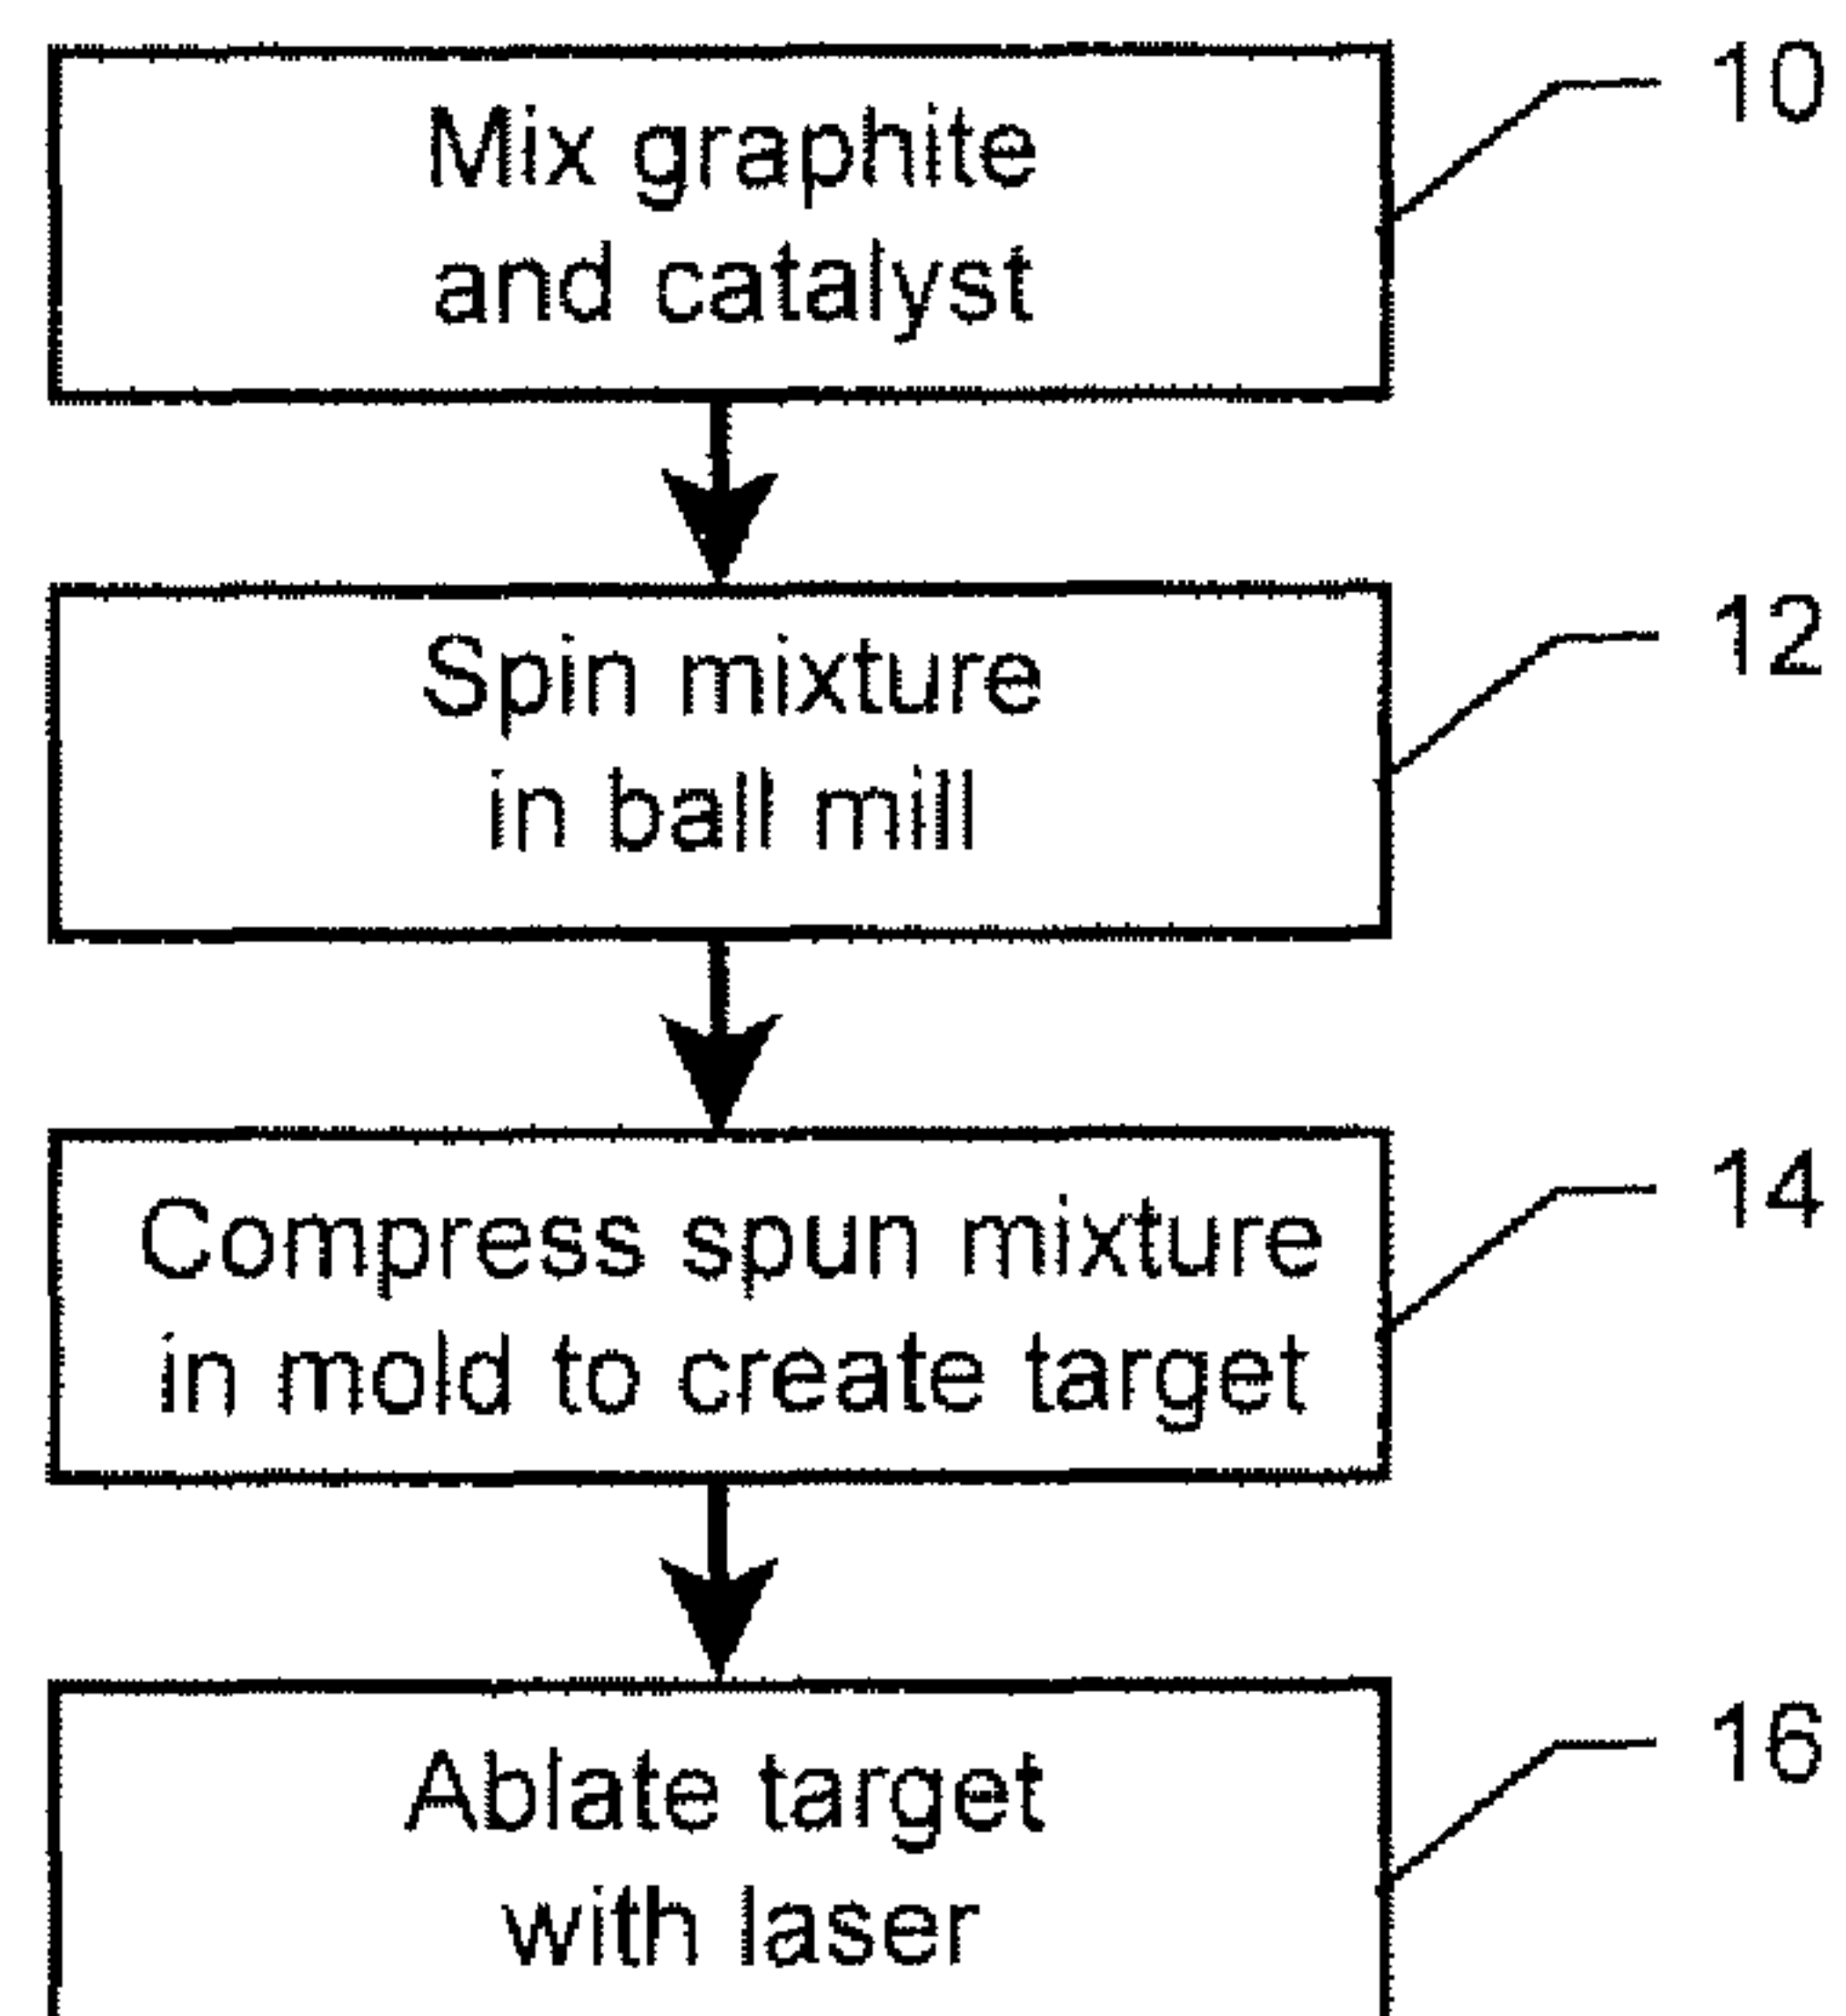 Mix graphite
and catalyst
10
Spin mixture
in ball mill
12
Compress spun mixture
in mold to create target
14
Ablate target
with laser
16